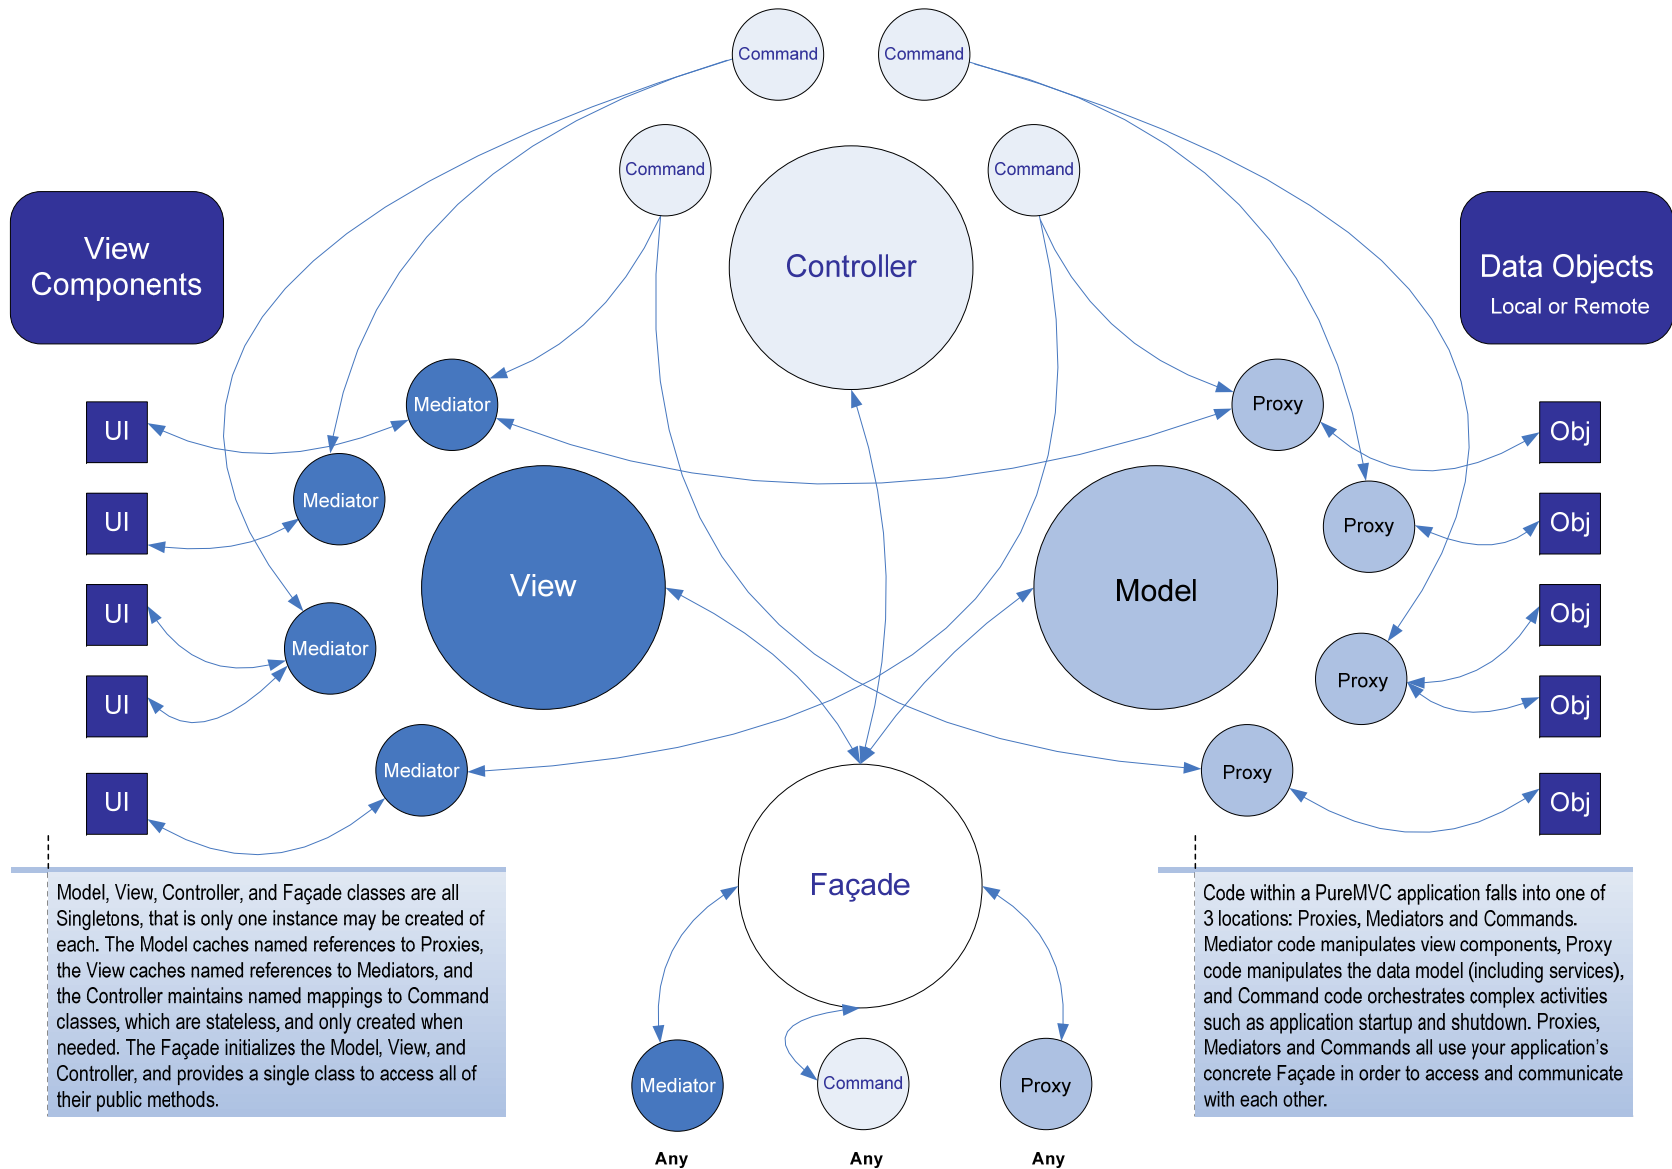 Command
Command
Command
Command
Controller
View
Components
Data Objects
Local or Remote
Mediator
Proxy
UI
Obj
Mediator
UI
Proxy
Obj
View
Model
UI
Obj
Mediator
Proxy
UI
Obj
Mediator
Proxy
UI
Obj
Façade
Model, View, Controller, and Façade classes are all
Singletons, that is only one instance may be created of
each. The Model caches named references to Proxies,
the View caches named references to Mediators, and
the Controller maintains named mappings to Command
classes, which are stateless, and only created when
needed. The Façade initializes the Model, View, and
Controller, and provides a single class to access all of
their public methods.
Code within a PureMVC application falls into one of
3 locations: Proxies, Mediators and Commands.
Mediator code manipulates view components, Proxy
code manipulates the data model (including services),
and Command code orchestrates complex activities
such as application startup and shutdown. Proxies,
Mediators and Commands all use your application's
concrete Façade in order to access and communicate
with each other.
Mediator
Command
Proxy
Any
Any
Any